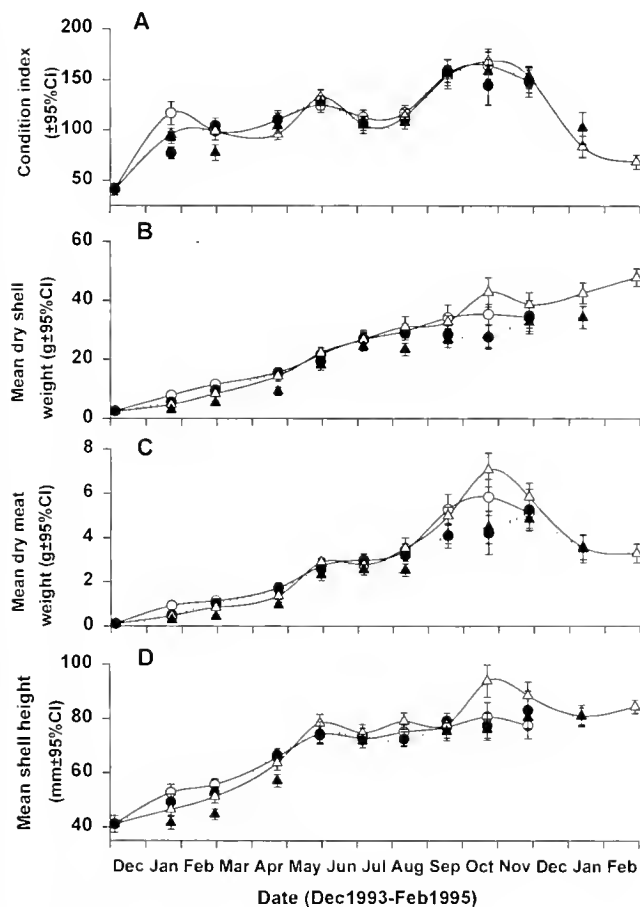 A
200
150
100
50
Condition index
(±95%CI)
B
60
40
20
0
Mean dry shell
weight (g±95%CI)
C
8
6
4
2
0
Mean dry meat
weight (g±95%CI)
D
100
80
60
40
Mean shell height
(mm±95%CI)
Dec Jan Feb Mar Apr May Jun Jul Aug Sep Oct Nov Dec Jan Feb
Date (Dec1993-Feb1995)